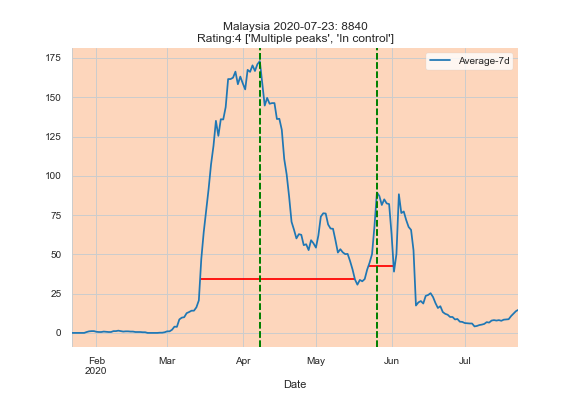 Malaysia 2020-07-23: 8840
Rating:4 ['Multiple peaks', 'In control']
Average-7d
175
150
125
100
75
50
25
0
Feb
2020
Mar
Apr
May
Jun
Jul
Date